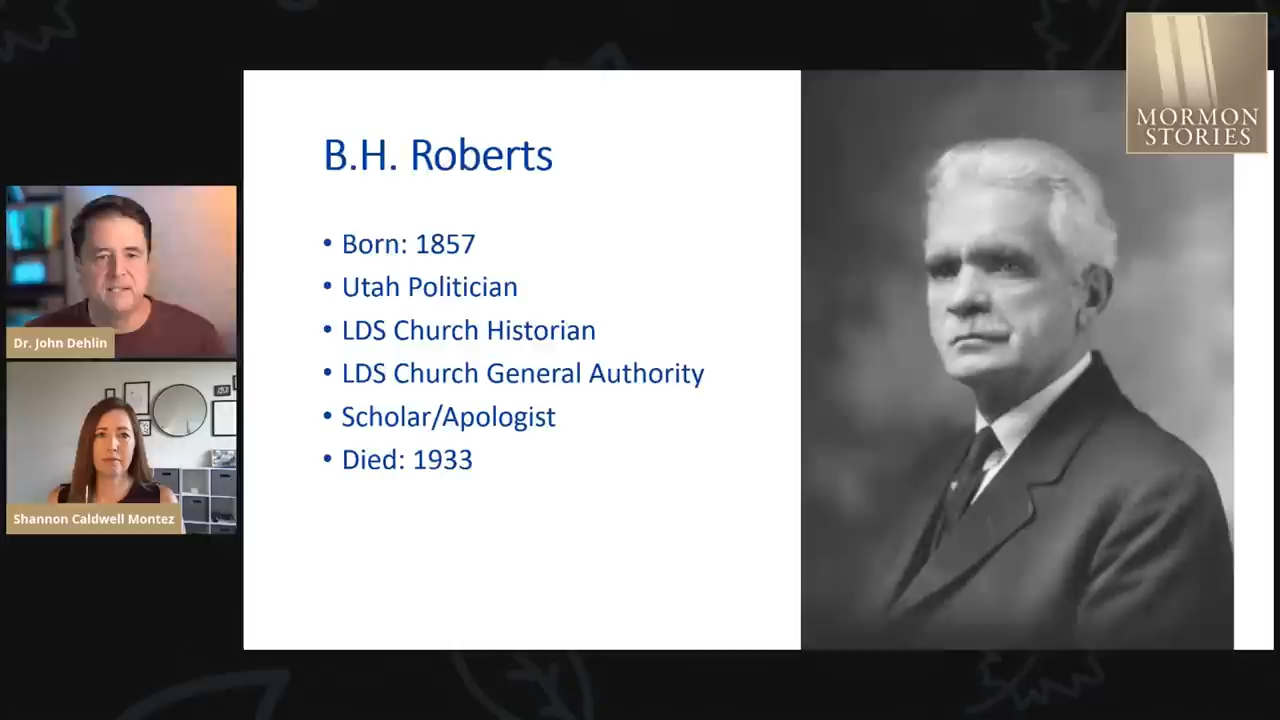 MORMON
STORIES
B.H. Roberts
• Born: 1857
• Utah Politician
• LDS Church Historian
• LDS Church General Authority
• Scholar/Apologist
• Died: 1933
Dr. John Dehlin
Shannon Caldwell Montez